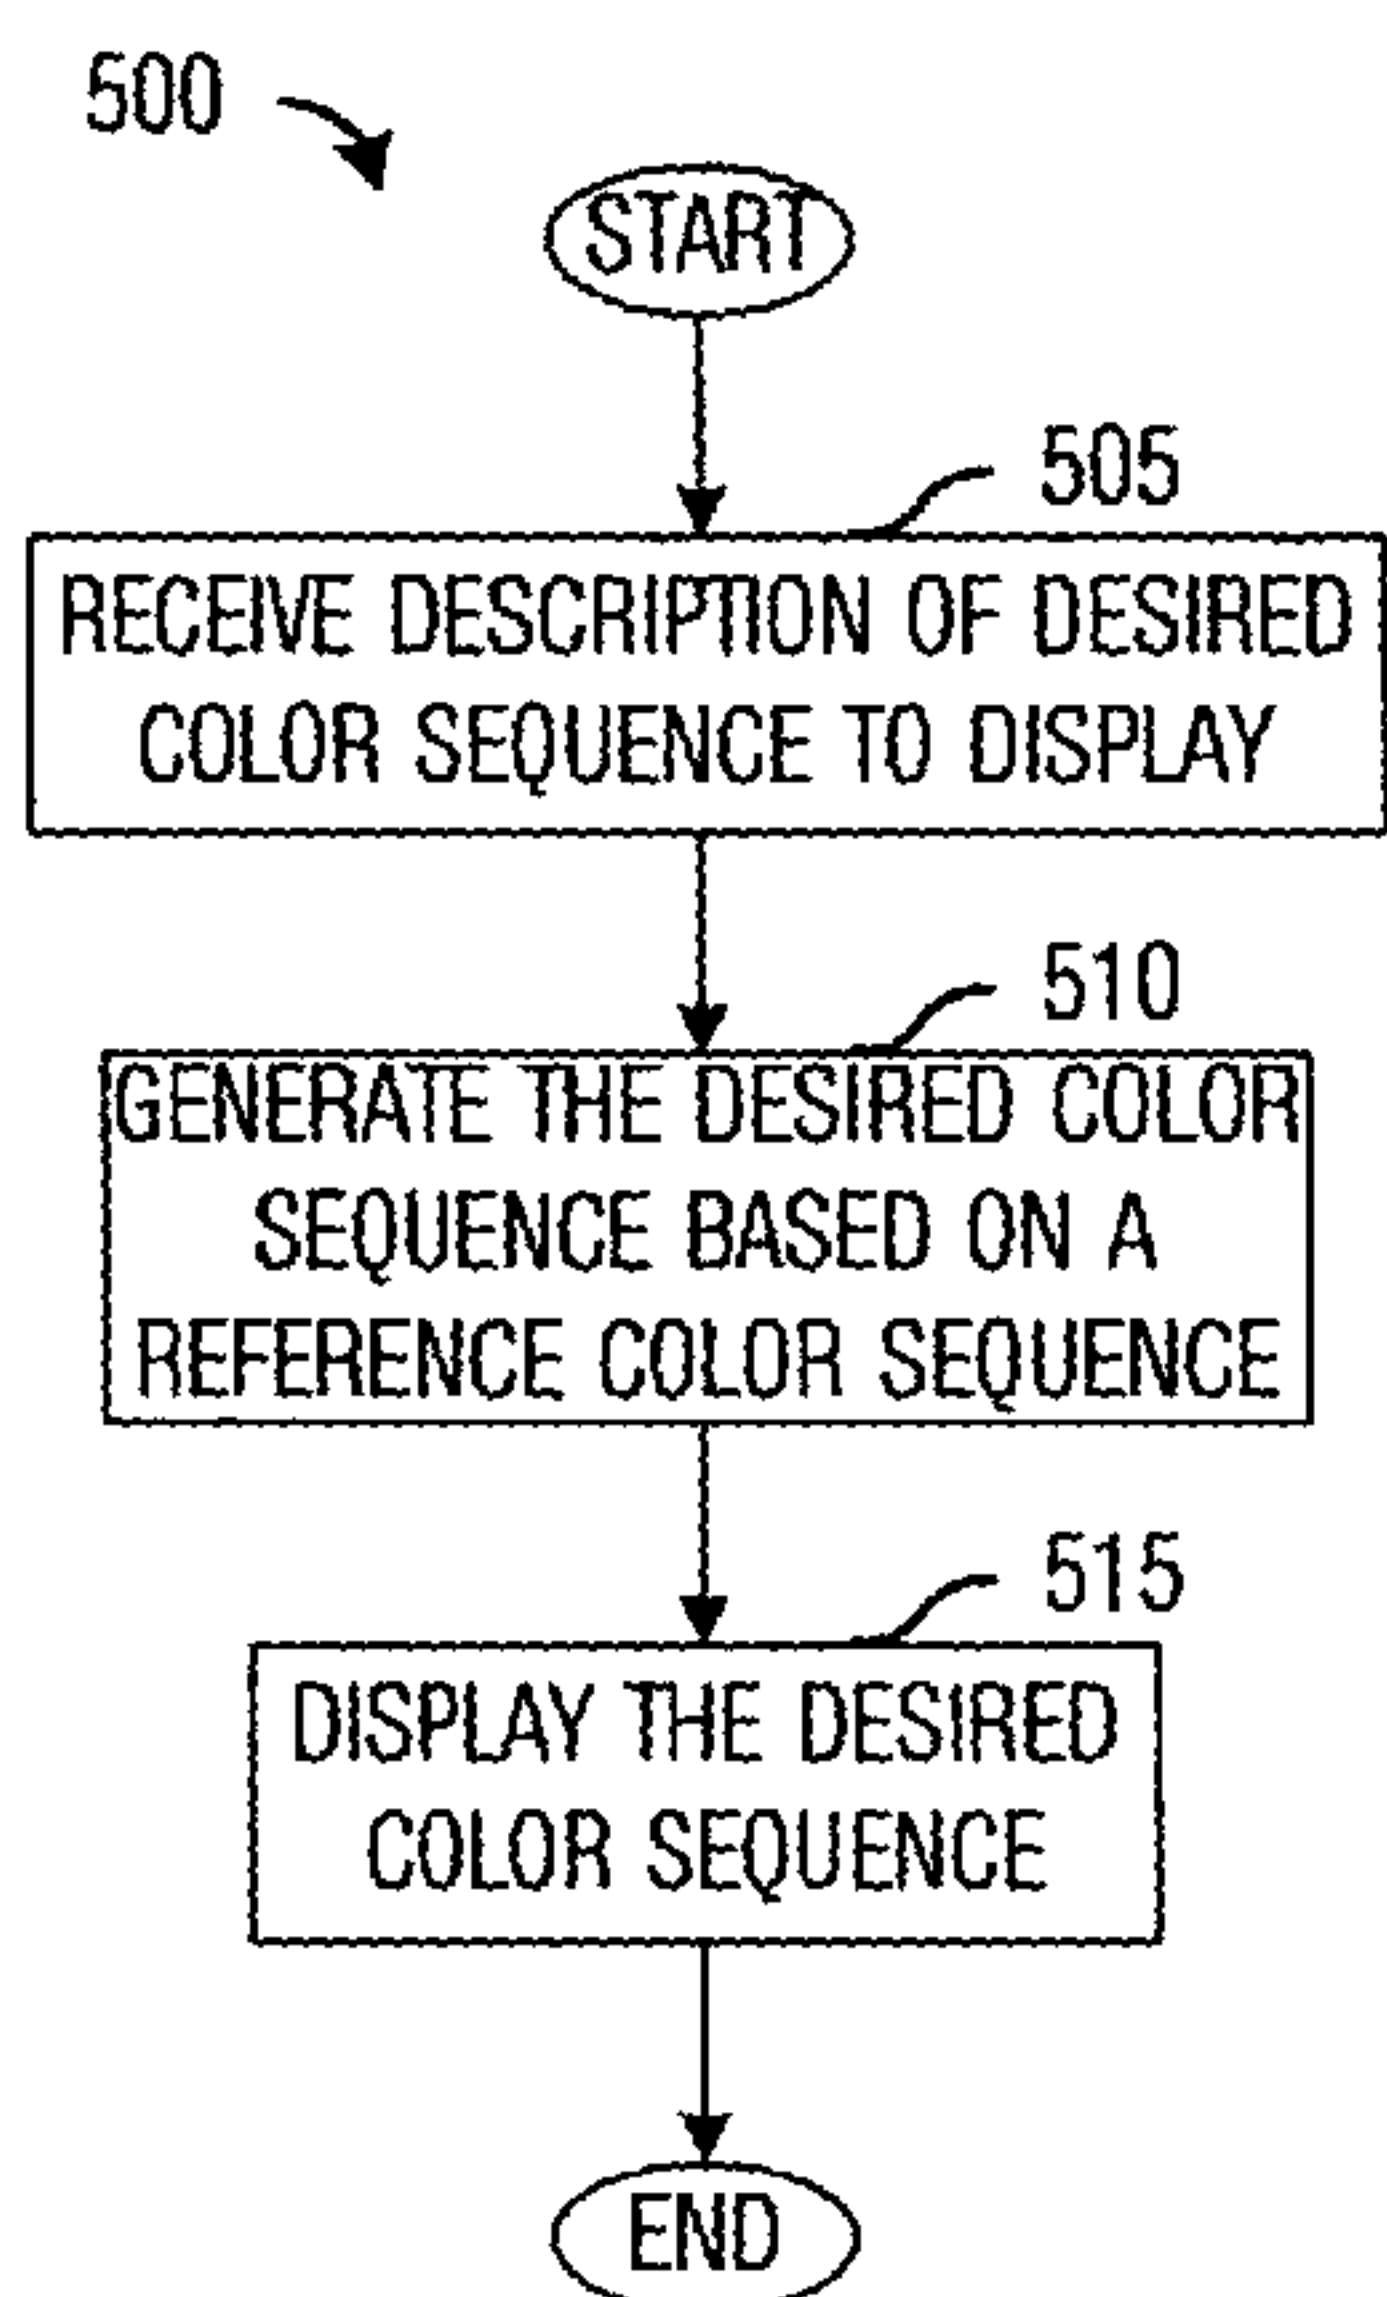 500
START
505
RECEIVE DESCRIPTION OF DESIRED
COLOR SEQUENCE TO DISPLAY
510
GENERATE THE DESIRED COLOR
SEQUENCE BASED ON A
REFERENCE COLOR SEQUENCE
515
DISPLAY THE DESIRED
COLOR SEQUENCE
END